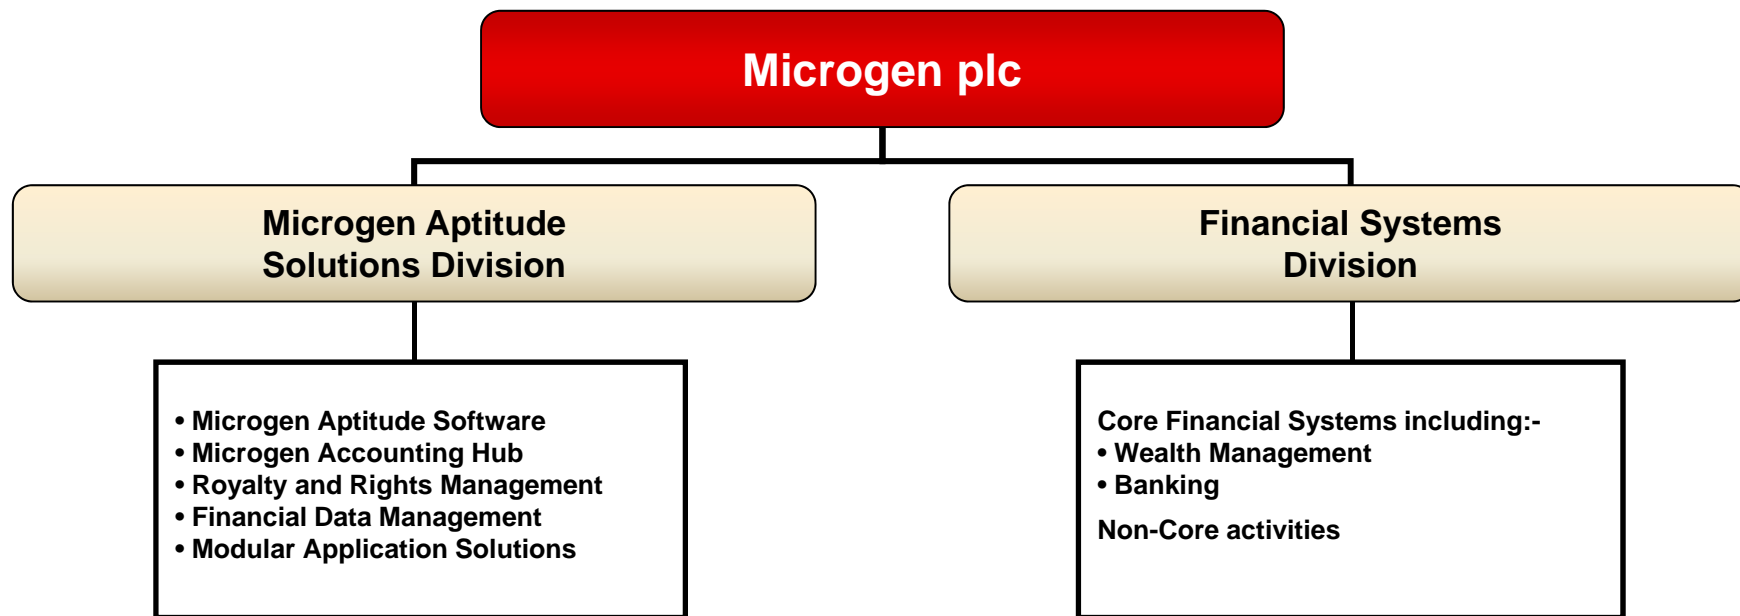 Microgen plc
Microgen Aptitude
Solutions Division
Financial Systems
Division
• Microgen Aptitude Software
• Microgen Accounting Hub
• Royalty and Rights Management
• Financial Data Management
• Modular Application Solutions
Core Financial Systems including:-
• Wealth Management
• Banking
Non-Core activities